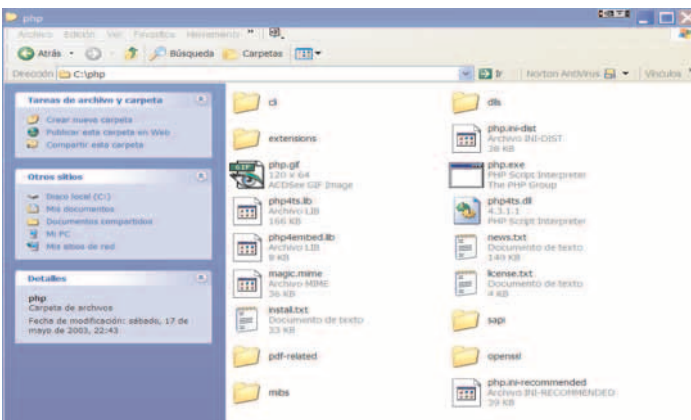 php
Archivo Edición Ver Favoritos Herramientas »
Atrás Búsqueda Carpetas
Dirección C:\php Ir Norton AntiVirus Vínculos
Tareas de archivo y carpeta
Crear nueva carpeta
Publicar esta carpeta en Web
Compartir esta carpeta
Otros sitios
Disco local (C:)
Mis documentos
Documentos compartidos
Mi PC
Mis sitios de red
Detalles
php
Carpeta de archivos
Fecha de modificación: sábado, 17 de
mayo de 2003, 22:43
cli
dlls
extensions
php.ini-dist
Archivo INI-DIST
38 KB
php.gif
120 x 64
ACDSee GIF Image
php.exe
PHP Script Interpreter
The PHP Group
php4ts.lib
Archivo LIB
166 KB
php4ts.dll
4.3.1.1
PHP Script Interpreter
php4embed.lib
Archivo LIB
8 KB
news.txt
Documento de texto
140 KB
magic.mime
Archivo MIME
36 KB
license.txt
Documento de texto
4 KB
install.txt
Documento de texto
33 KB
sapi
pdf-related
openssl
mibs
php.ini-recommended
Archivo INI-RECOMMENDED
39 KB